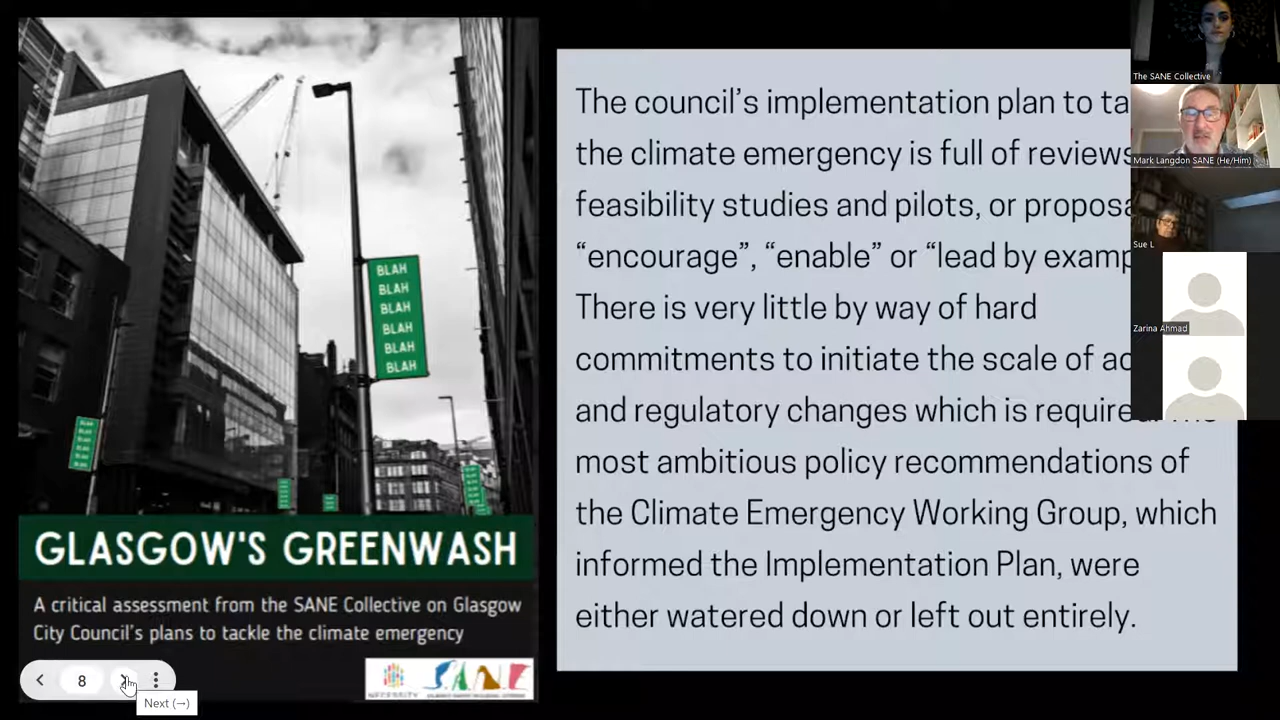 BLAH
BLAH
BLAH
BLAH
BLAH
BLAH
GLASGOW'S GREENWASH
A critical assessment from the SANE Collective on Glasgow
City Council's plans to tackle the climate emergency
NECESSITY
SANE
8
Next (→)
The council’s implementation plan to ta
the climate emergency is full of reviews
feasibility studies and pilots, or proposa
“encourage”, “enable” or “lead by examp
There is very little by way of hard
commitments to initiate the scale of ac
and regulatory changes which is require
most ambitious policy recommendations of
the Climate Emergency Working Group, which
informed the Implementation Plan, were
either watered down or left out entirely.
The SANE Collective
Mark Langdon SANE (He/Him)
Sue L
Zarina Ahmad